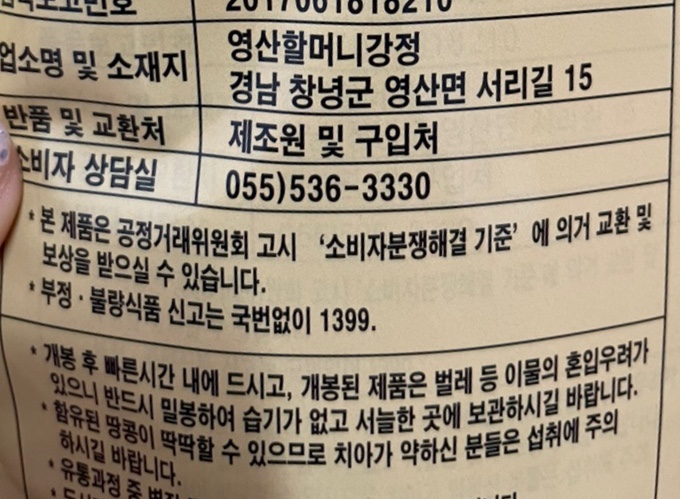 2017061818210
업소명 및 소재지
영산할머니강정
경남 창녕군 영산면 서리길 15
반품 및 교환처
제조원 및 구입처
소비자 상담실
055)536-3330
* 본 제품은 공정거래위원회 고시 '소비자분쟁해결 기준' 에 의거 교환 및
보상을 받으실 수 있습니다.
* 부정·불량식품 신고는 국번없이 1399.
* 개봉 후 빠른시간 내에 드시고, 개봉된 제품은 벌레 등 이물의 혼입우려가
있으니 반드시 밀봉하여 습기가 없고 서늘한 곳에 보관하시길 바랍니다.
* 함유된 땅콩이 딱딱할 수 있으므로 치아가 약하신 분들은 섭취에 주의
하시길 바랍니다.
* 유통과정 중